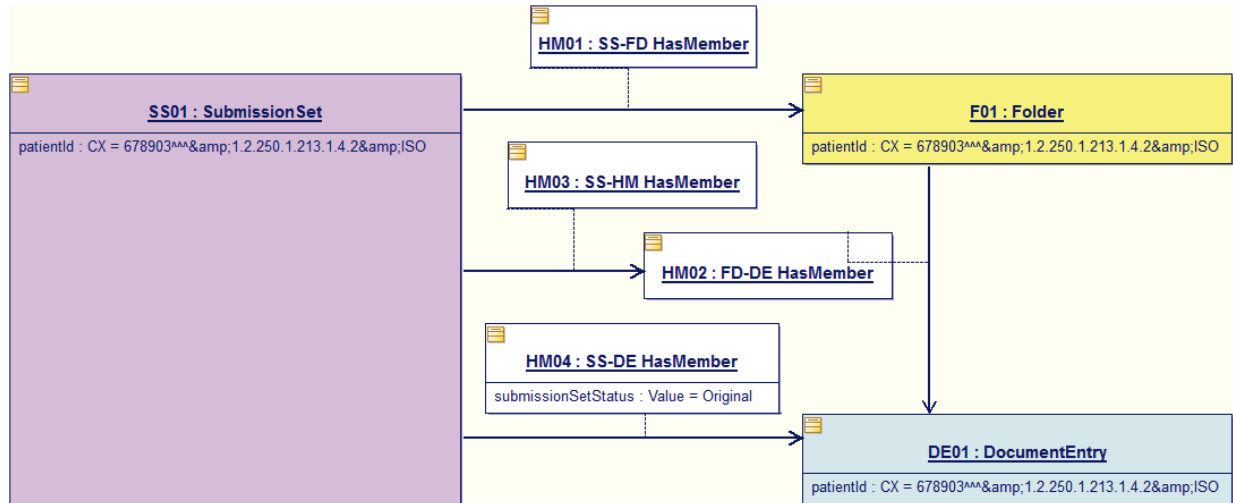 HM01 : SS-FD HasMember
SS01 : SubmissionSet
patientId : CX = 678903^^^&amp;1.2.250.1.213.1.4.2&amp;ISO
F01 : Folder
patientId : CX = 678903^^^&amp;1.2.250.1.213.1.4.2&amp;ISO
HM03 : SS-HM HasMember
HM02 : FD-DE HasMember
HM04 : SS-DE HasMember
submissionSetStatus : Value = Original
DE01 : DocumentEntry
patientId : CX = 678903^^^&amp;1.2.250.1.213.1.4.2&amp;ISO